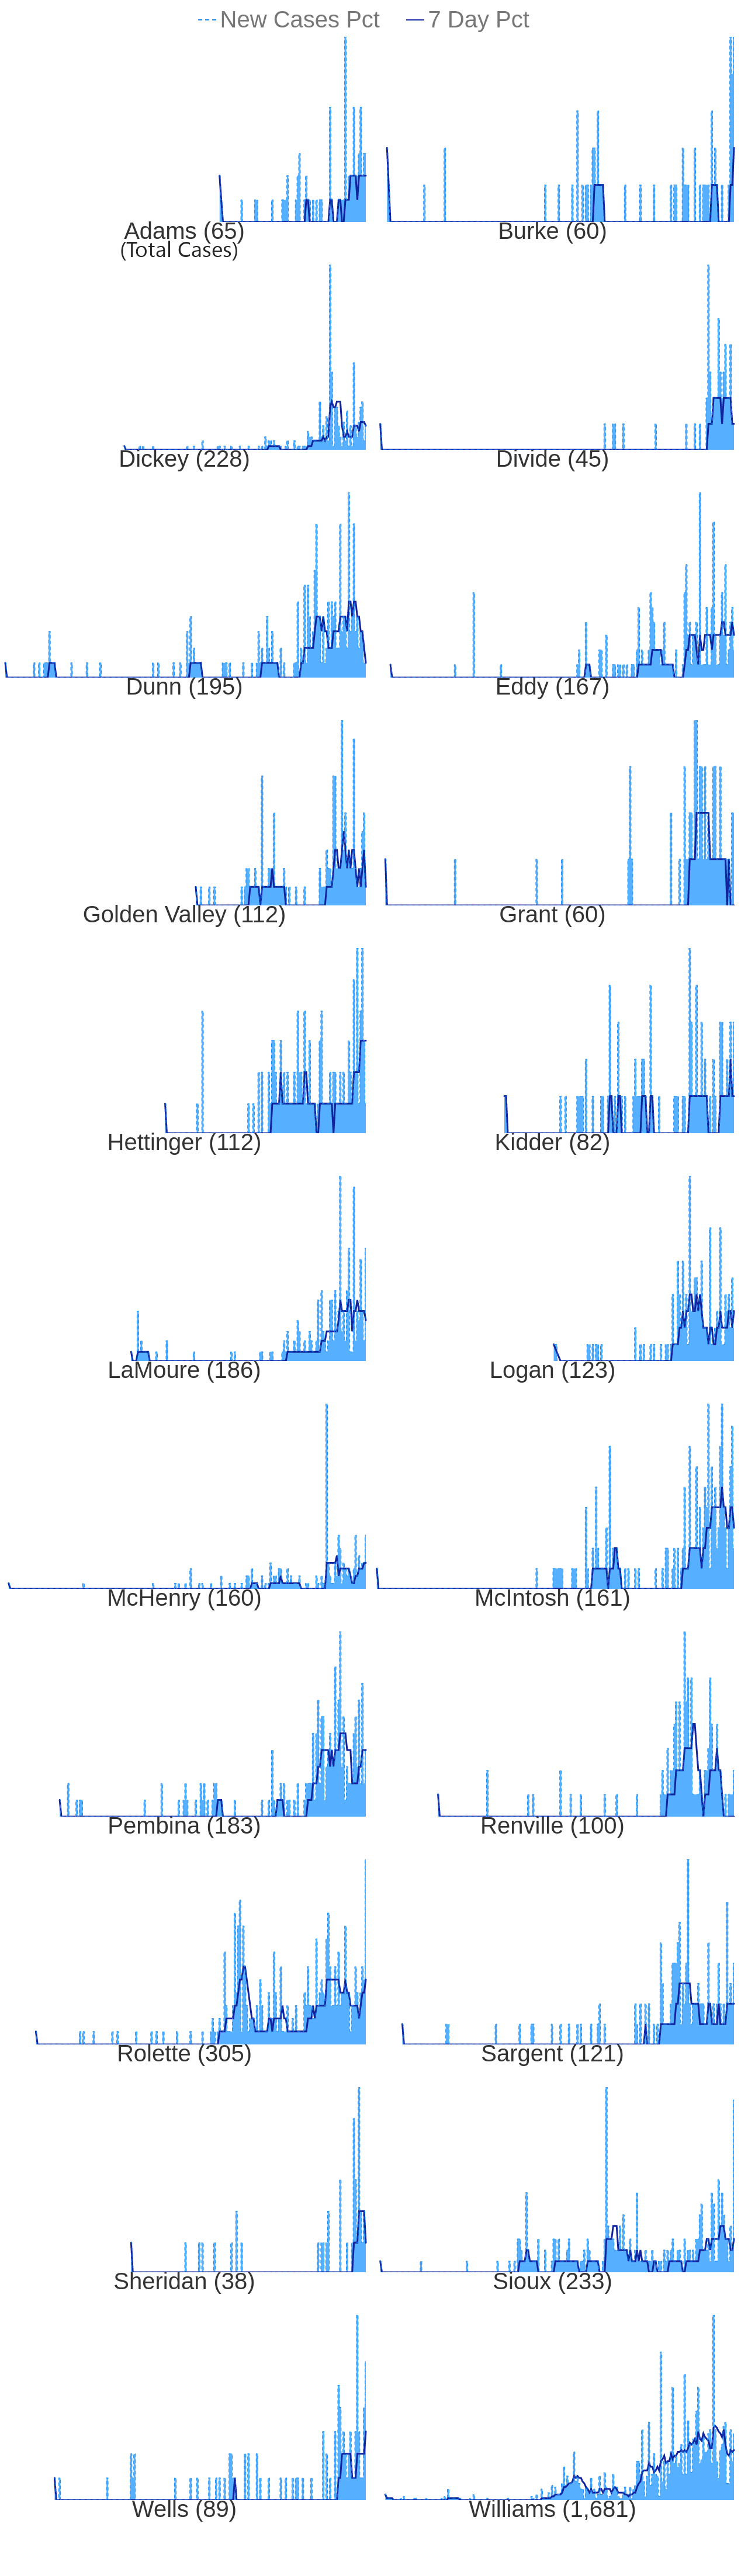 New Cases Pct 7 Day Pct
Adams (65) Burke (60)
(Total Cases)
Dickey (228) Divide (45)
Dunn (195) Eddy (167)
Golden Valley (112) Grant (60)
Hettinger (112) Kidder (82)
LaMoure (186) Logan (123)
McHenry (160) McIntosh (161)
Pembina (183) Renville (100)
Rolette (305) Sargent (121)
Sheridan (38) Sioux (233)
Wells (89) Williams (1,681)